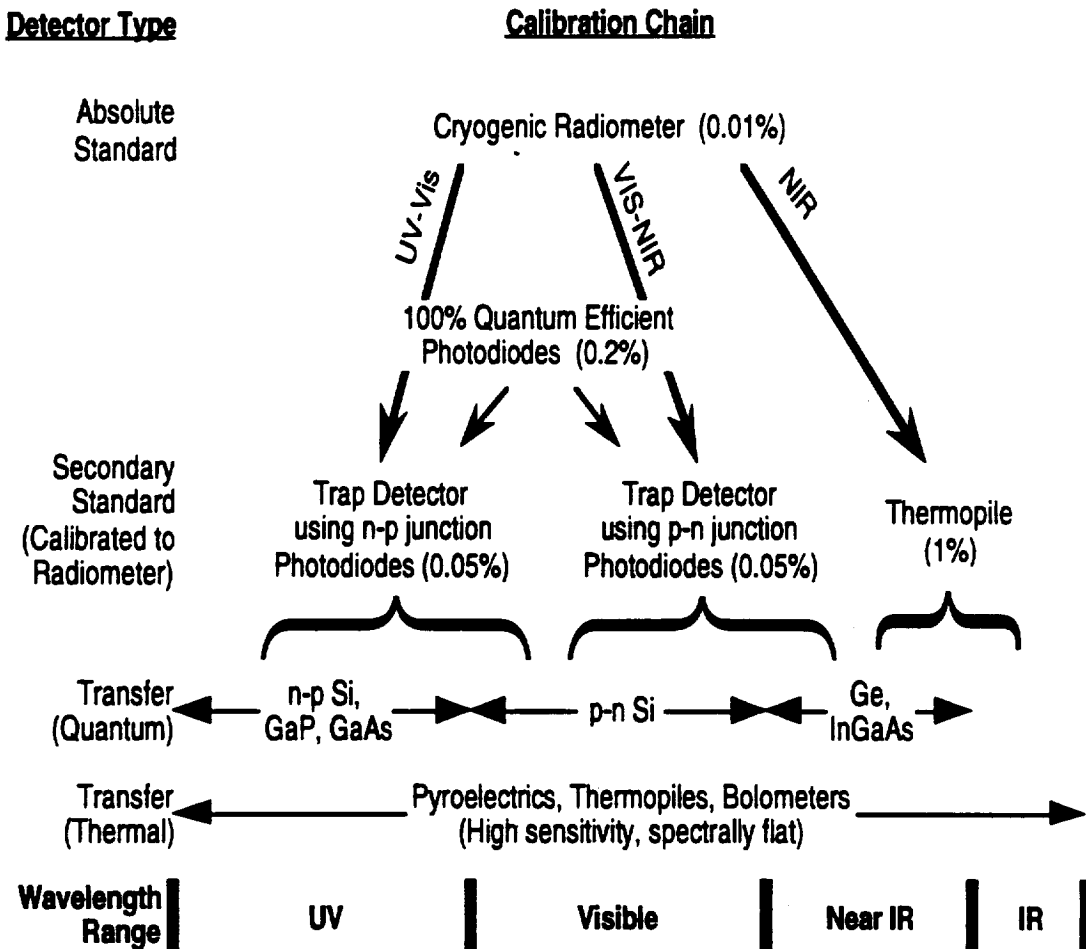 Detector Type
Calibration Chain
Absolute
Standard
Cryogenic Radiometer (0.01%)
UV-Vis
VIS-NIR
NIR
100% Quantum Efficient
Photodiodes (0.2%)
Secondary
Standard
(Calibrated to
Radiometer)
Trap Detector
using n-p junction
Photodiodes (0.05%)
Trap Detector
using p-n junction
Photodiodes (0.05%)
Thermopile
(1%)
Transfer
(Quantum)
n-p Si,
GaP, GaAs
p-n Si
Ge,
InGaAs
Transfer
(Thermal)
Pyroelectrics, Thermopiles, Bolometers
(High sensitivity, spectrally flat)
Wavelength
Range
UV
Visible
Near IR
IR